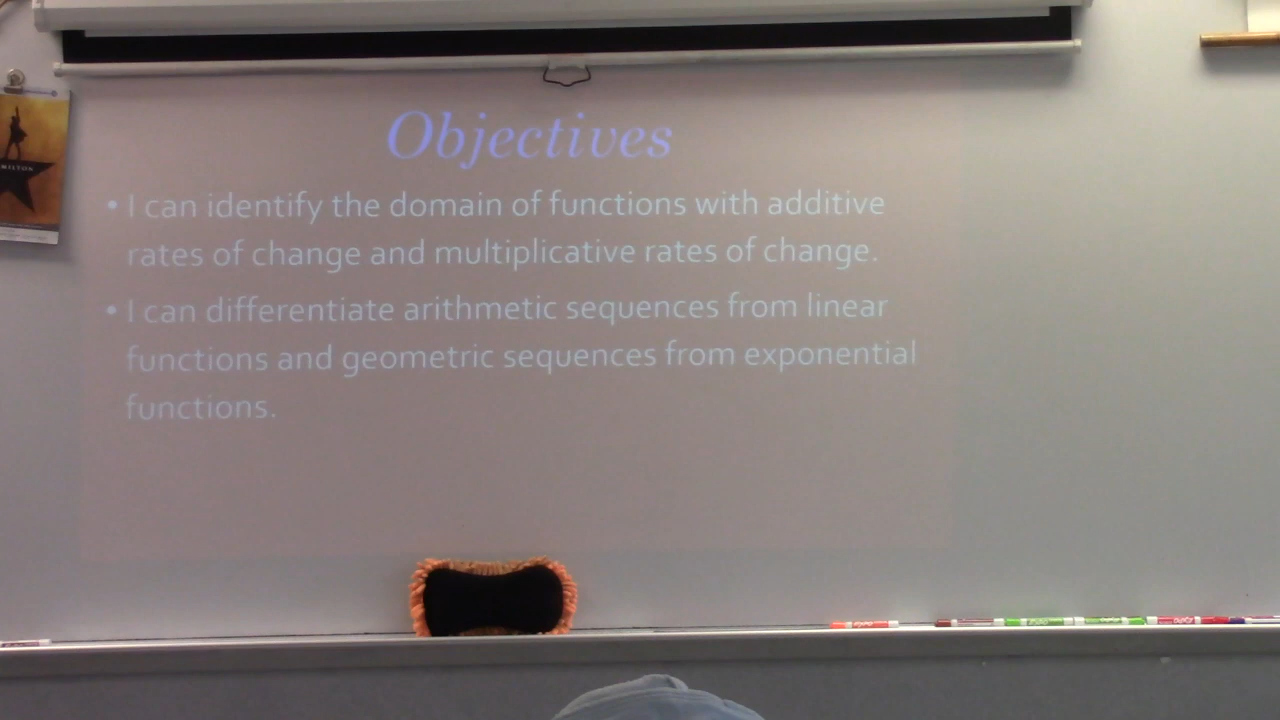 Objectives
• I can identify the domain of functions with additive
rates of change and multiplicative rates of change.
• I can differentiate arithmetic sequences from linear
functions and geometric sequences from exponential
functions.
MILTON